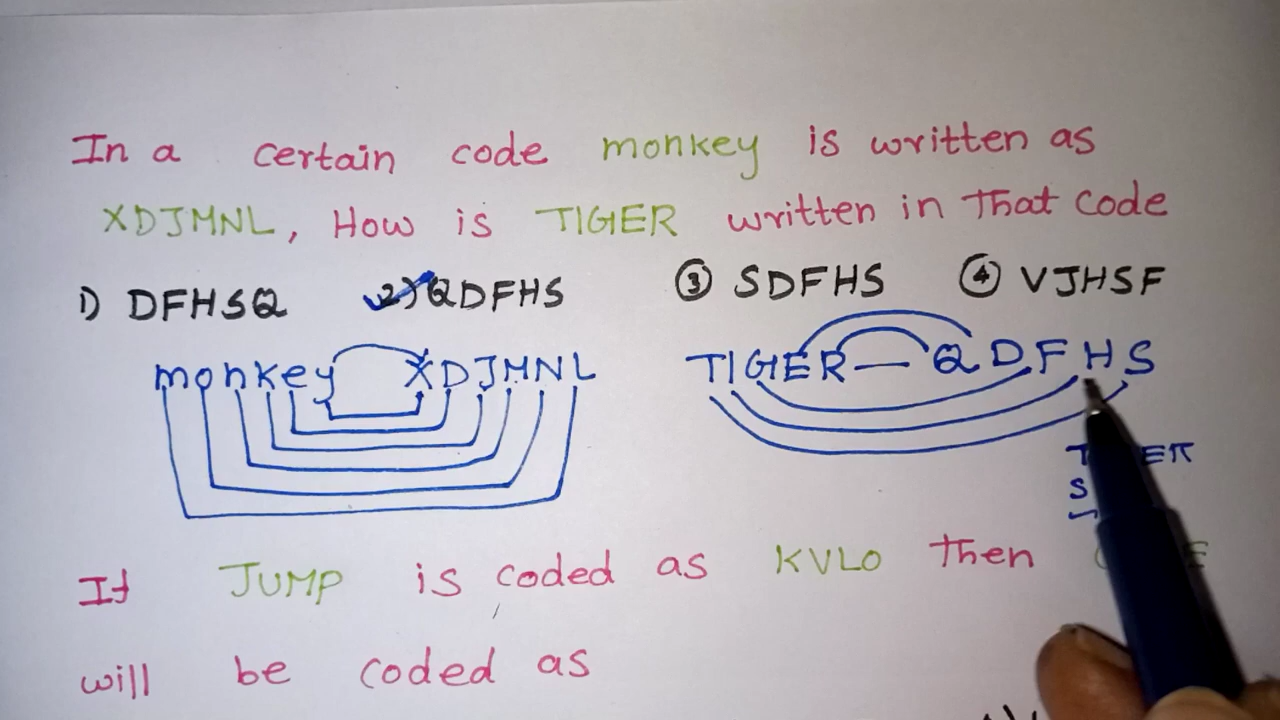 In a certain code monkey is written as
XDJMNL, How is TIGER written in that code
1) DFHSQ 2) QDFHS ③ SDFHS ④ VJHSF
monkey XDJMNL TIGER — QDFHS
S
If JUMP is coded as KVLO then
will be coded as